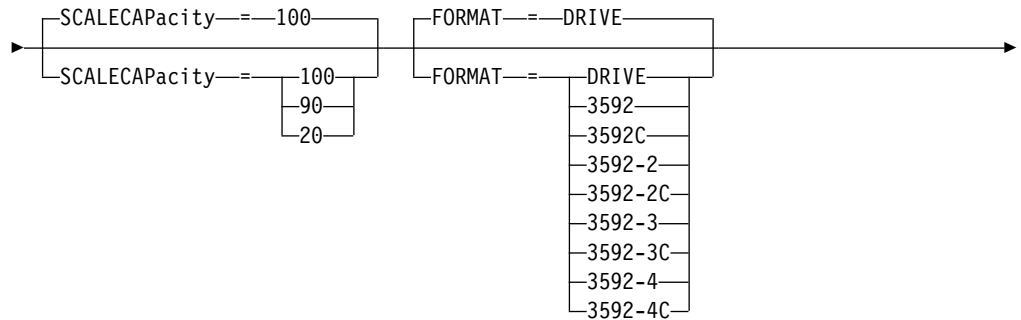 SCALECAPacity = 100 FORMAT = DRIVE
SCALECAPacity = 100 FORMAT = DRIVE
90 3592
20 3592C
3592-2
3592-2C
3592-3
3592-3C
3592-4
3592-4C